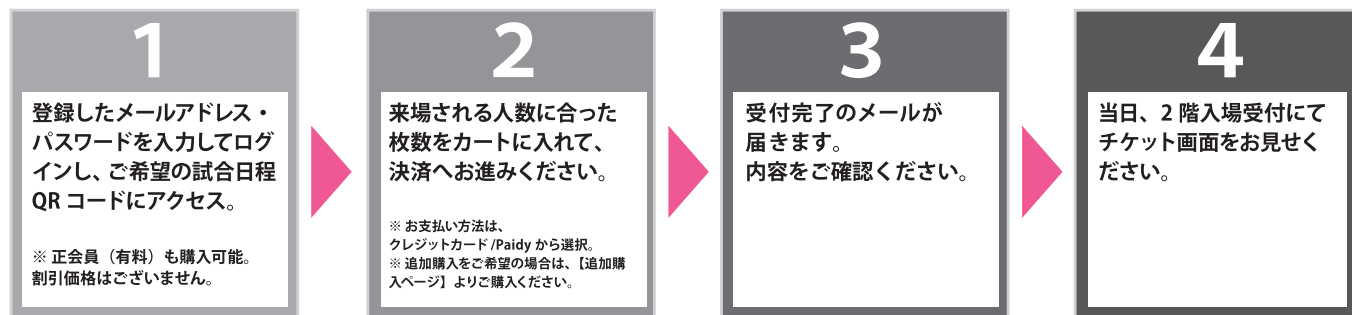 1
登録したメールアドレス・
パスワードを入力してログ
インし、ご希望の試合日程
QR コードにアクセス。
※ 正会員（有料）も購入可能。
割引価格はございません。
2
来場される人数に合った
枚数をカートに入れて、
決済へお進みください。
※ お支払い方法は、
クレジットカード /Paidy から選択。
※ 追加購入をご希望の場合は、【追加購
入ページ】よりご購入ください。
3
受付完了のメールが
届きます。
内容をご確認ください。
4
当日、2 階入場受付にて
チケット画面をお見せく
ださい。